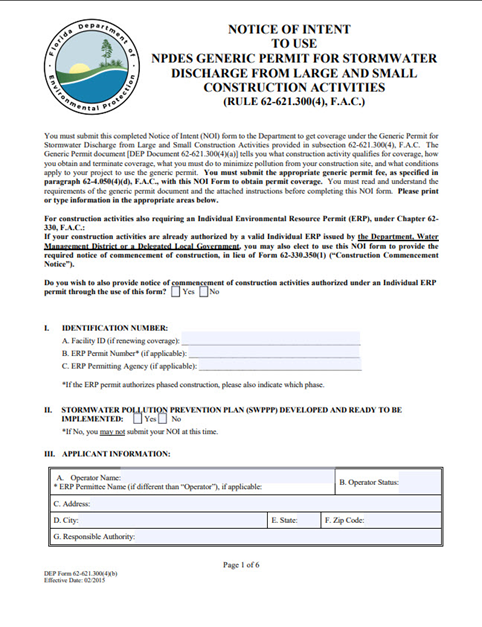 Florida Department of
Environmental Protection
NOTICE OF INTENT
TO USE
NPDES GENERIC PERMIT FOR STORMWATER
DISCHARGE FROM LARGE AND SMALL
CONSTRUCTION ACTIVITIES
(RULE 62-621.300(4), F.A.C.)
You must submit this completed Notice of Intent (NOI) form to the Department to get coverage under the Generic Permit for
Stormwater Discharge from Large and Small Construction Activities provided in subsection 62-621.300(4), F.A.C. The
Generic Permit document [DEP Document 62-621.300(4)(a)] tells you what construction activity qualifies for coverage, how
you obtain and terminate coverage, what you must do to minimize pollution from your construction site, and what conditions
apply to your project to use the generic permit. You must submit the appropriate generic permit fee, as specified in
paragraph 62-4.050(4)(d), F.A.C., with this NOI Form to obtain permit coverage. You must read and understand the
requirements of the generic permit document and the attached instructions before completing this NOI form. Please print
or type information in the appropriate areas below.
For construction activities also requiring an Individual Environmental Resource Permit (ERP), under Chapter 62-
330, F.A.C.:
If your construction activities are already authorized by a valid Individual ERP issued by the Department, Water
Management District or a Delegated Local Government, you may also elect to use this NOI form to provide the
required notice of commencement of construction, in lieu of Form 62-330.350(1) (“Construction Commencement
Notice”).
Do you wish to also provide notice of commencement of construction activities authorized under an Individual ERP
permit through the use of this form? Yes No
I. IDENTIFICATION NUMBER:
A. Facility ID (if renewing coverage):
B. ERP Permit Number* (if applicable):
C. ERP Permitting Agency (if applicable):
*If the ERP permit authorizes phased construction, please also indicate which phase.
II. STORMWATER POLLUTION PREVENTION PLAN (SWPPP) DEVELOPED AND READY TO BE
IMPLEMENTED: Yes No
*If No, you may not submit your NOI at this time.
III. APPLICANT INFORMATION:
A. Operator Name:
* ERP Permittee Name (if different than “Operator”), if applicable:
B. Operator Status:
C. Address:
D. City: E. State: F. Zip Code:
G. Responsible Authority:
Page 1 of 6
DEP Form 62-621.300(4)(b)
Effective Date: 02/2015